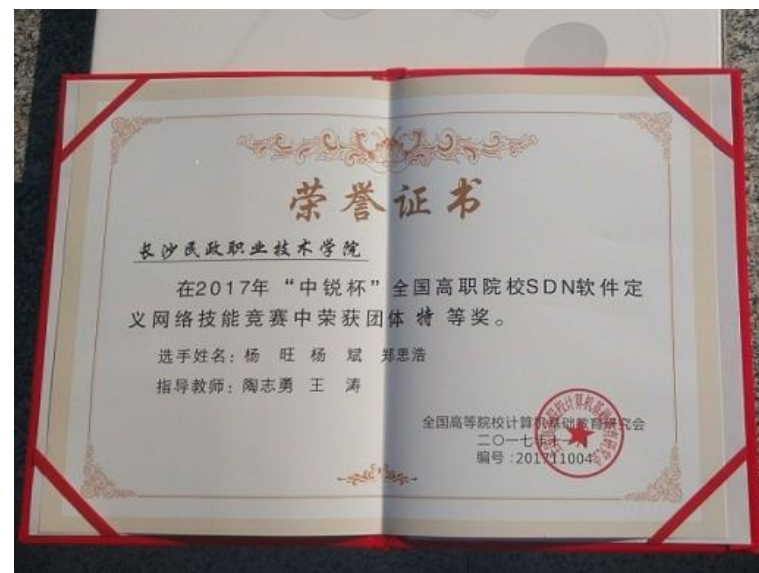 荣誉证书
长沙民政职业技术学院
在2017年“中锐杯”全国高职院校SDN软件定
义网络技能竞赛中荣获团体 特 等奖。
选手姓名：杨 旺 杨 斌 郑思浩
指导教师：陶志勇 王 涛
全国高等院校计算机基础教育研究会
二〇一七年十一月
编号：201711004